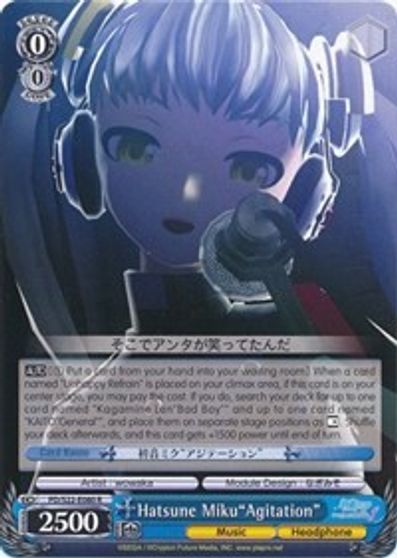 LEVEL
0
0
そこでアンタが笑ってたんだ
Put a card from your hand into your waiting room] When a card
named "Unhappy Refrain" is placed on your climax area, if this card is on your
center stage, you may pay the cost. If you do, search your deck for up to one
card named "Kagamine Len"Bad Boy"" and up to one card named
"KAITO"General"", and place them on separate stage positions as Shuffle
your deck afterwards, and this card gets +1500 power until end of turn.
Card Name
初音ミク"アジテーション"
Artist : wowaka
Module Design : なぎみそ
2500
Hatsune Miku"Agitation"
Music
Headphone
©SEGA / ©Crypton Future Media, INC. www.piapro.net